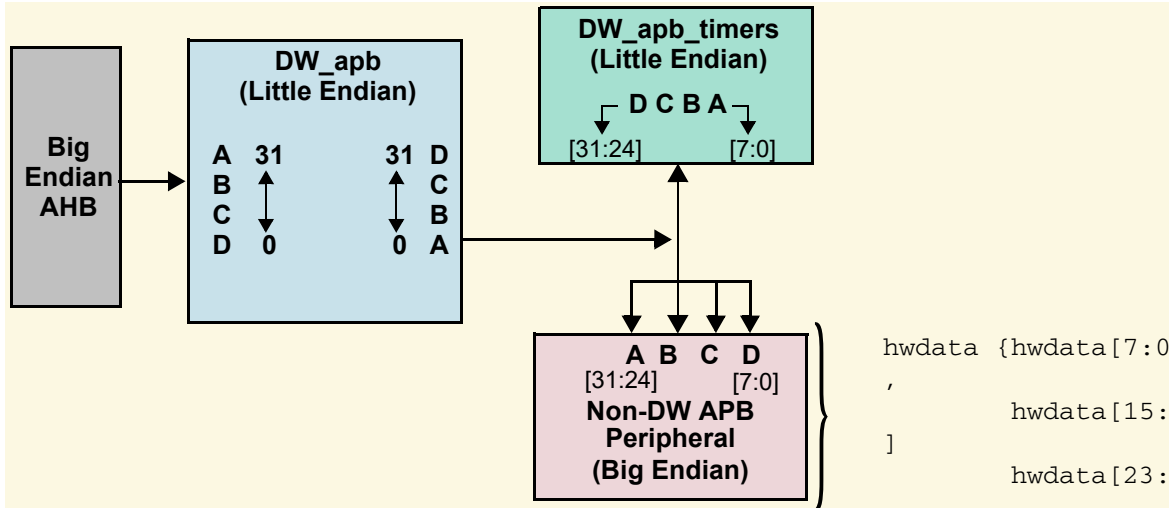 Big
Endian
AHB
DW_apb
(Little Endian)
A 31 31 D
B C
C B
D 0 0 A
DW_apb_timers
(Little Endian)
D C B A
[31:24] [7:0]
A B C D
[31:24] [7:0]
Non-DW APB
Peripheral
(Big Endian)
hwdata {hwdata[7:0
,
hwdata[15:
]
hwdata[23: